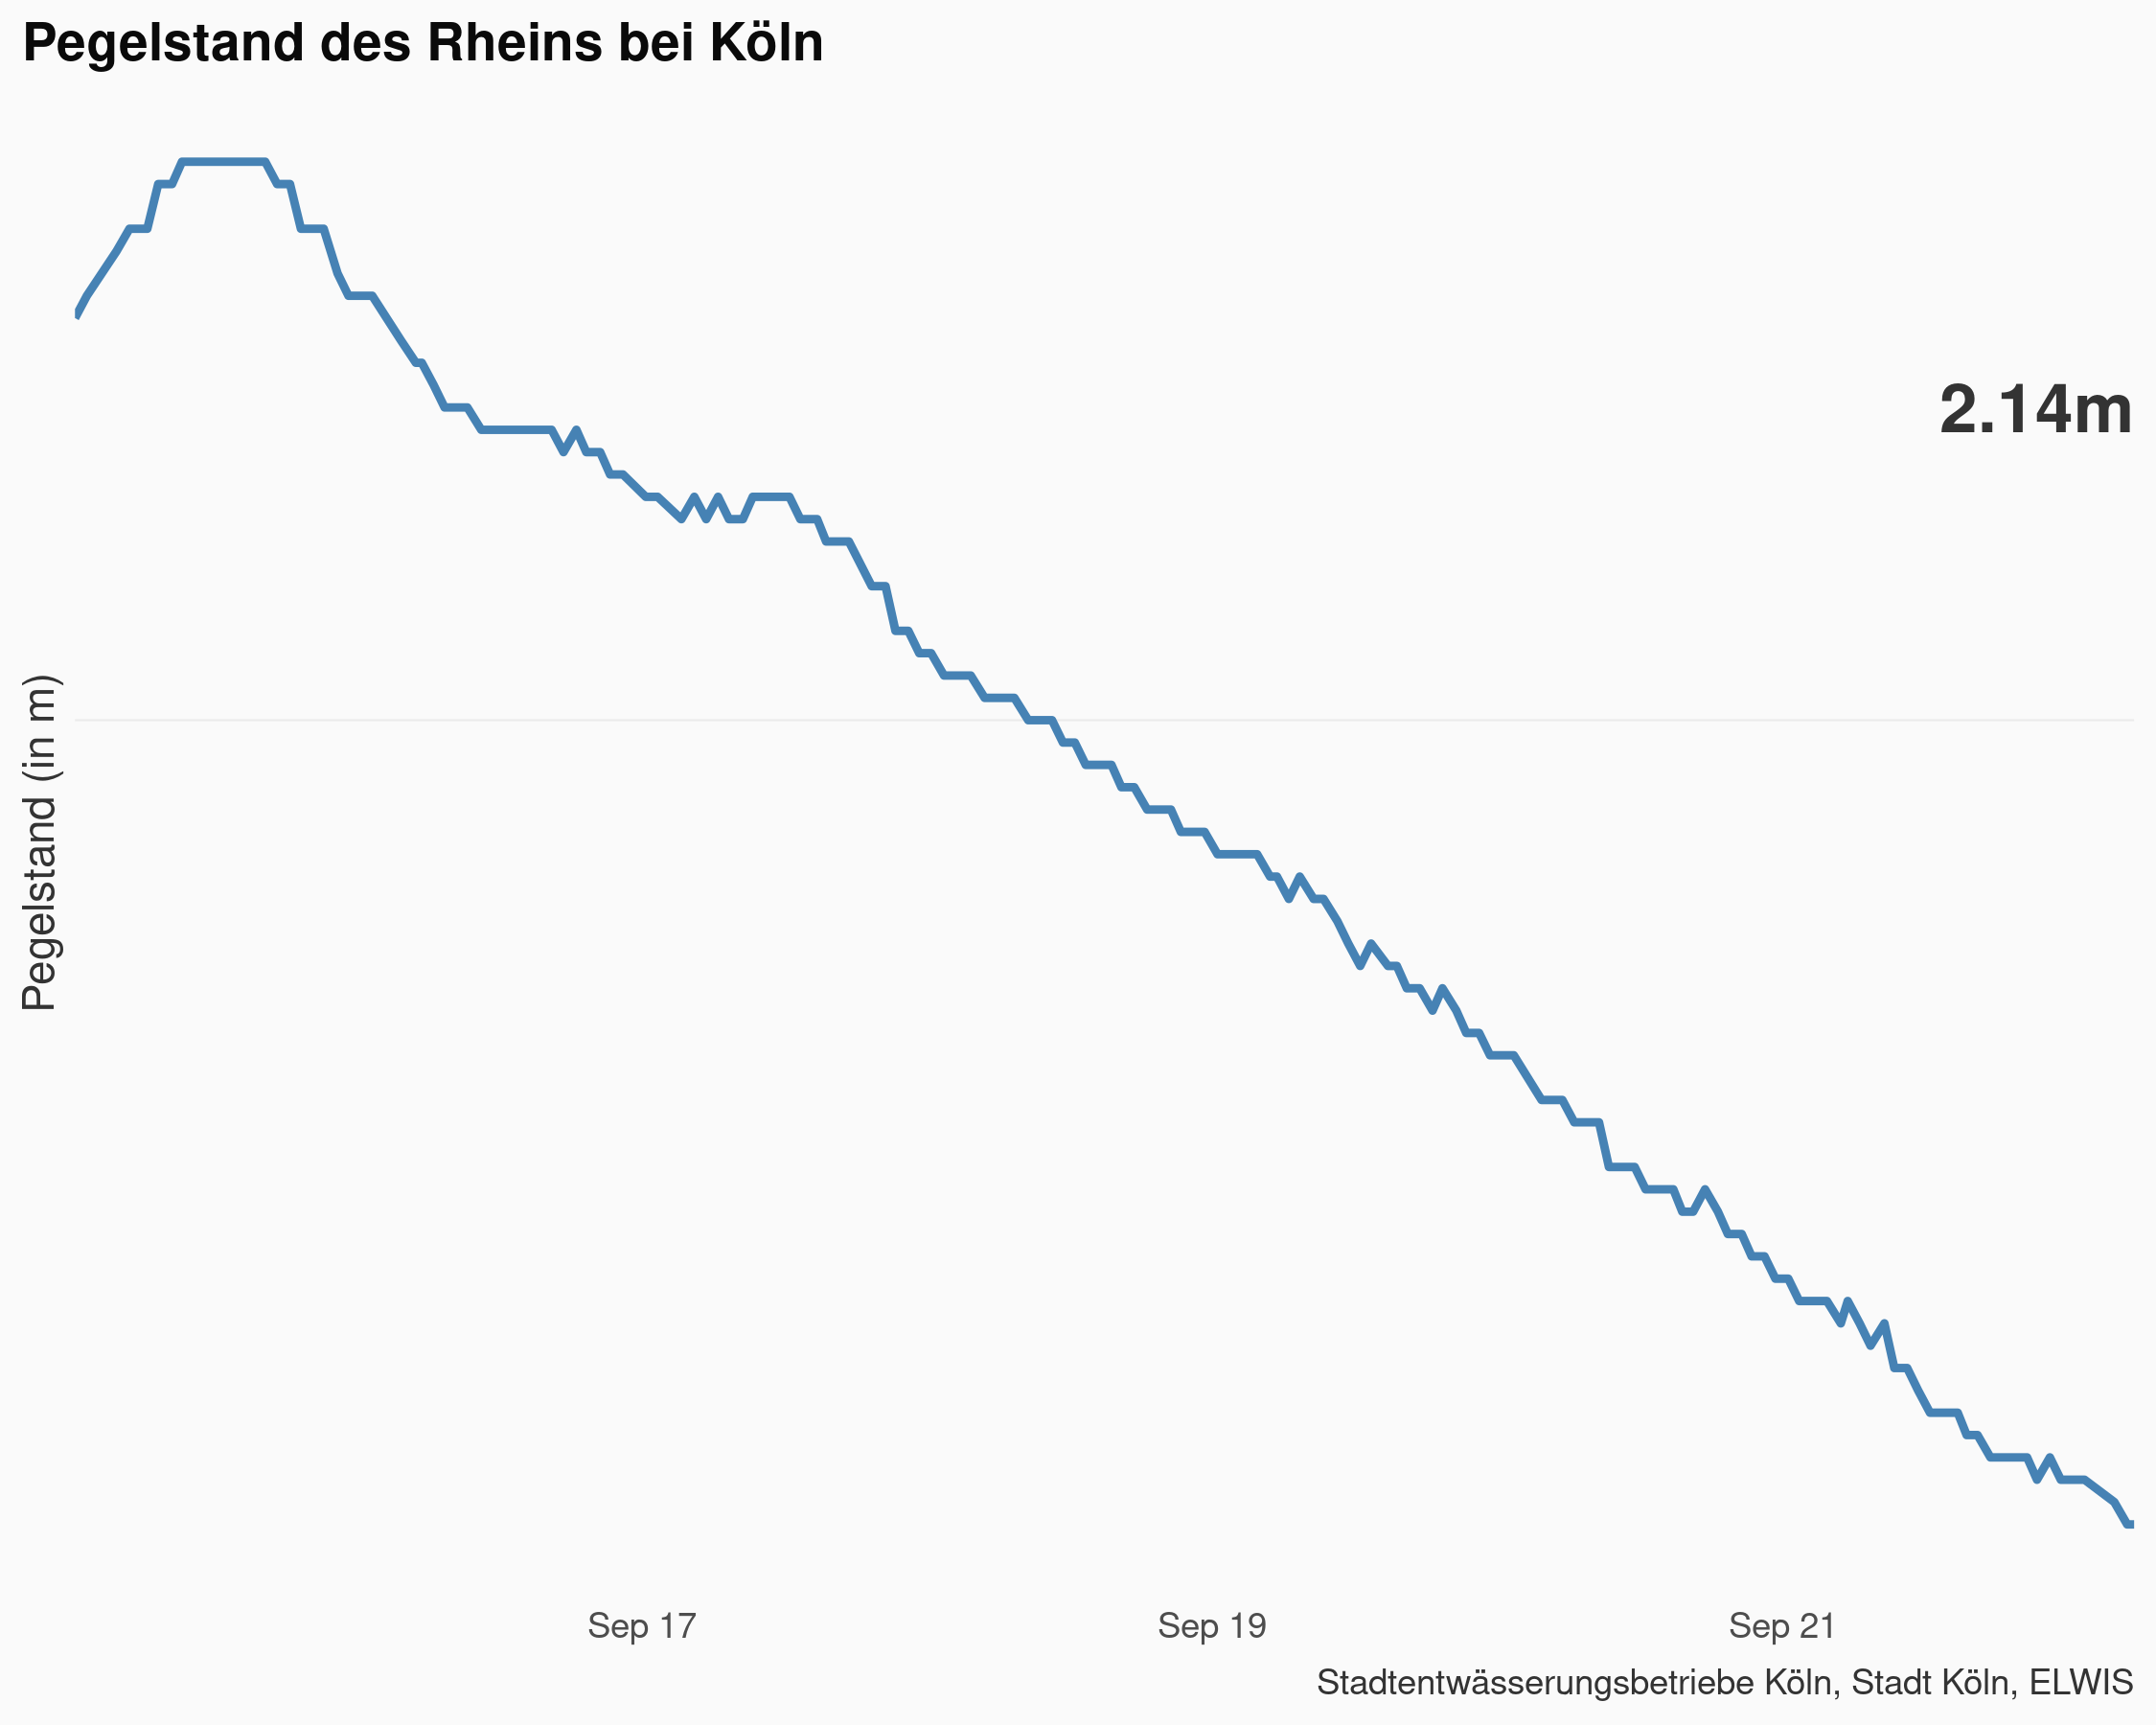 Pegelstand des Rheins bei Köln
2.14m
Pegelstand (in m)
Sep 17
Sep 19
Sep 21
Stadtentwässerungsbetriebe Köln, Stadt Köln, ELWIS